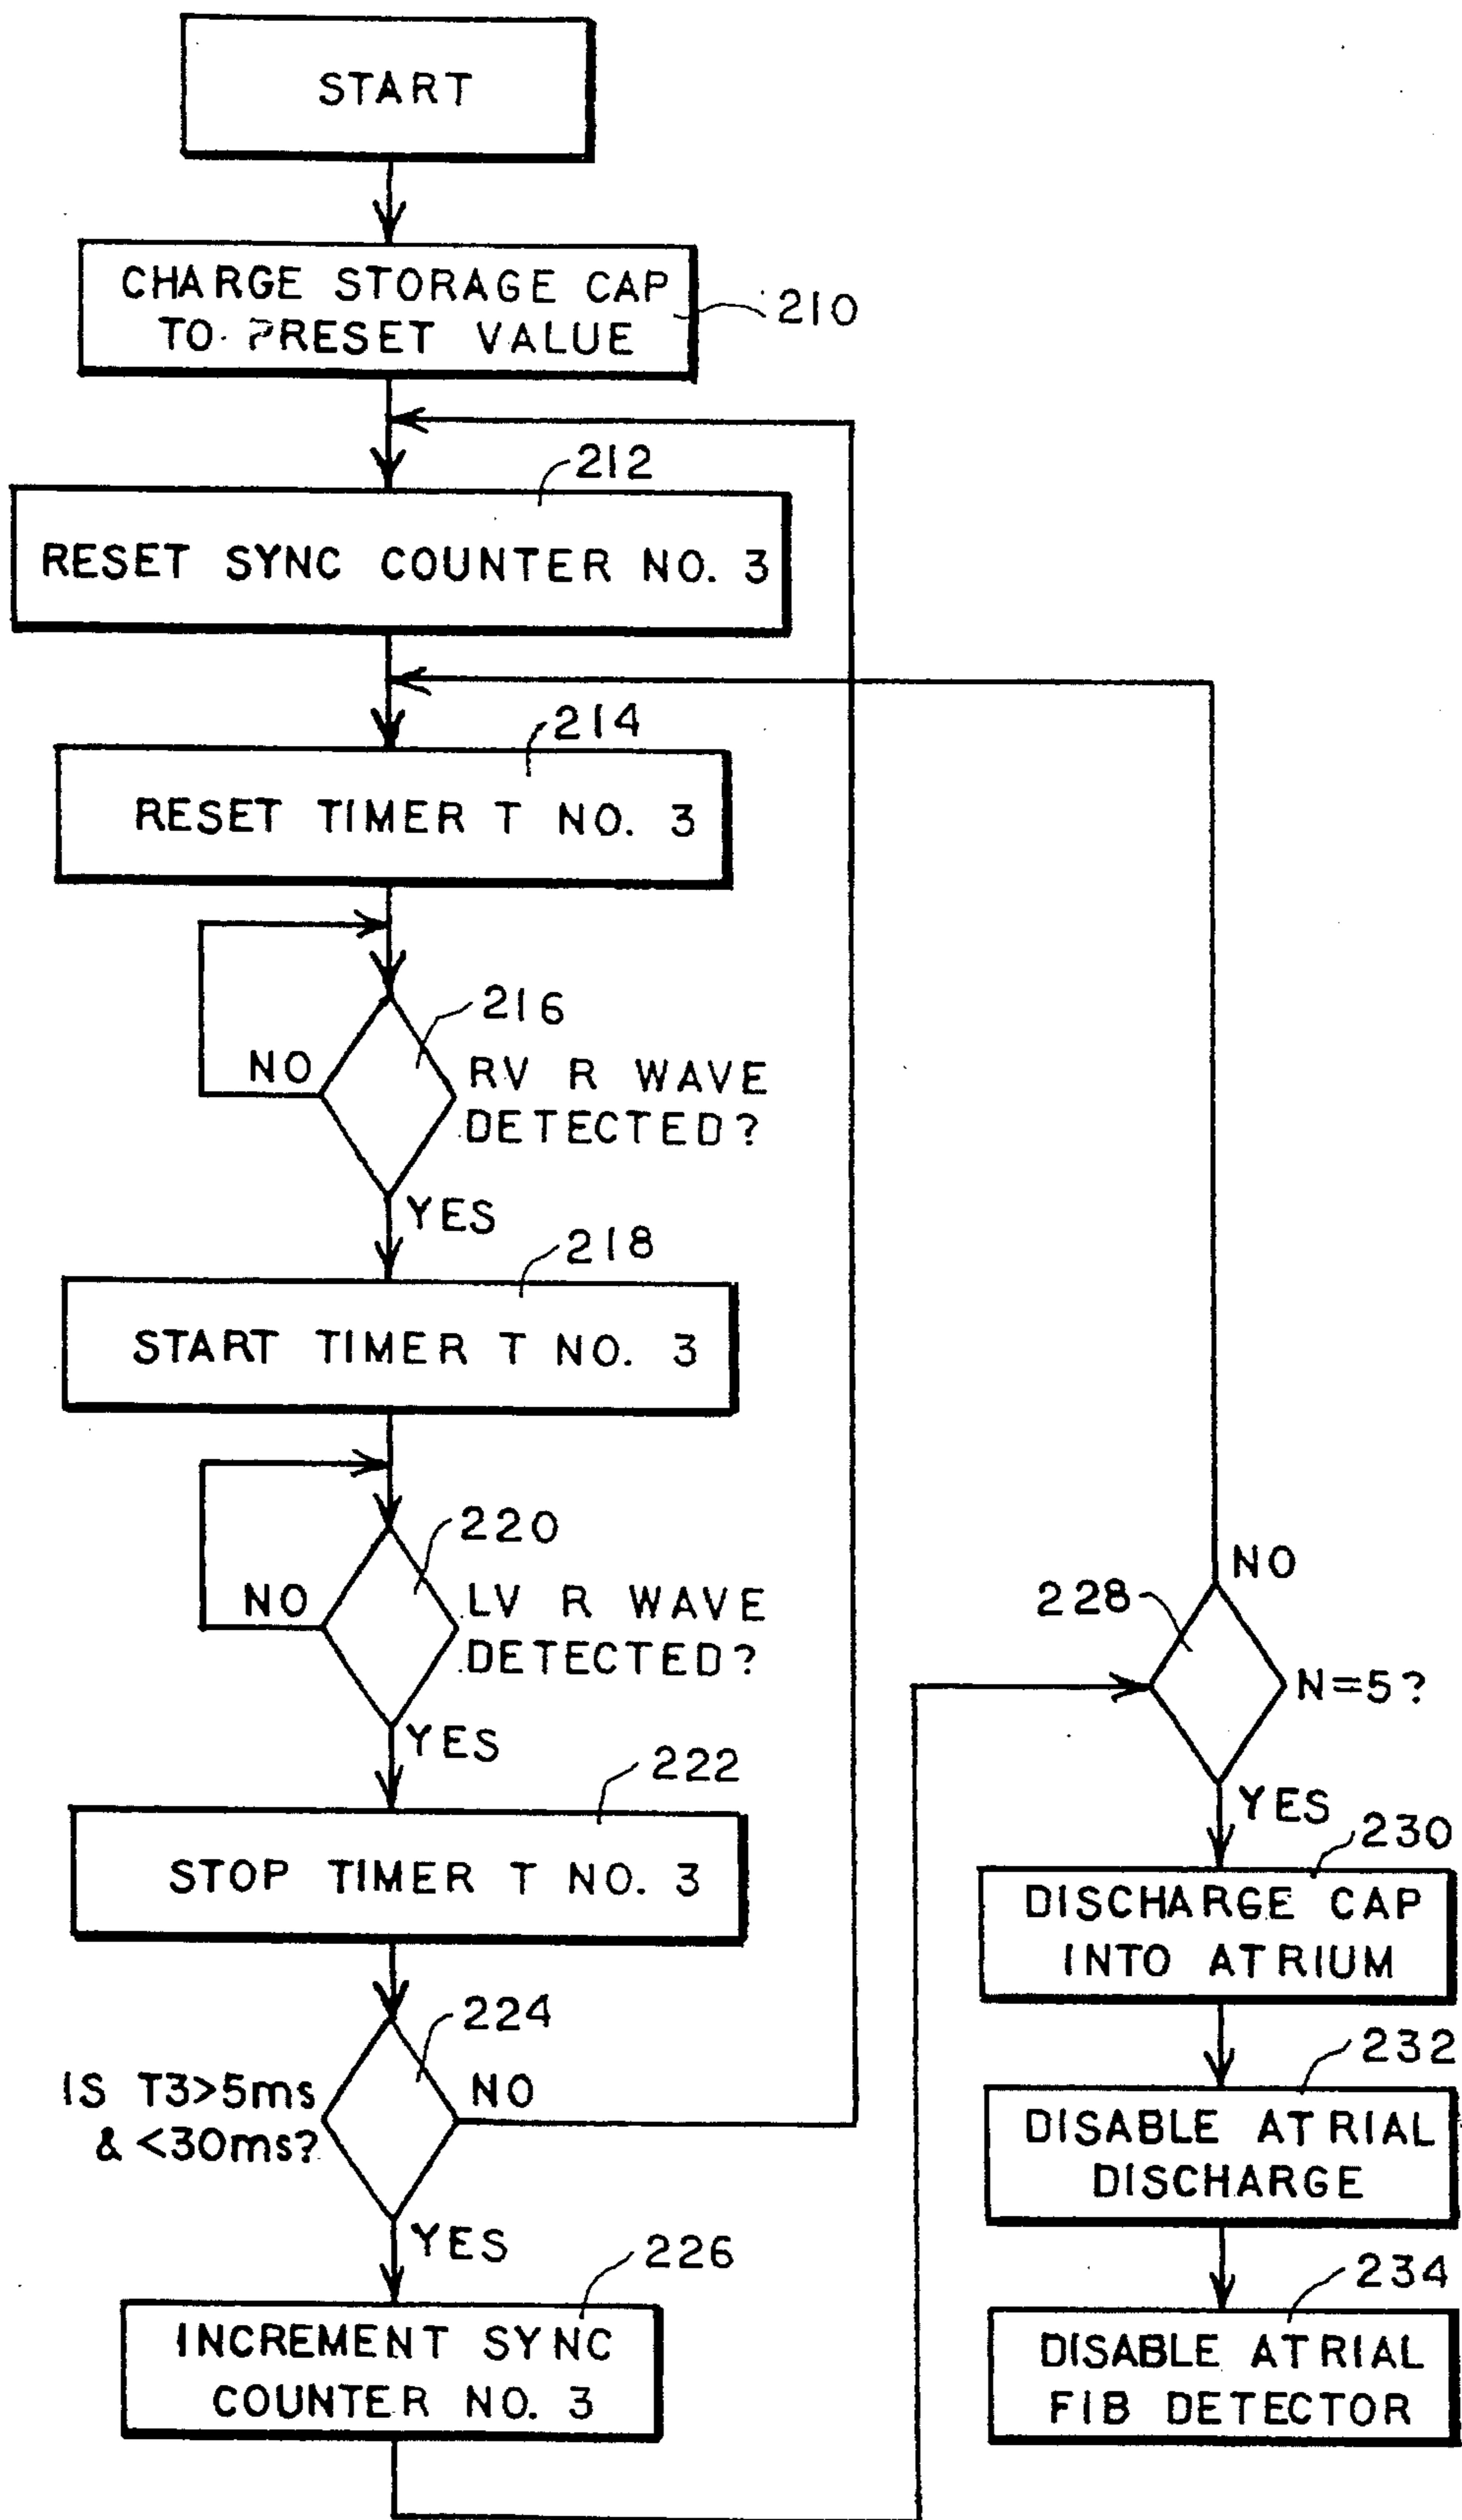 START
CHARGE STORAGE CAP
TO PRESET VALUE
210
212
RESET SYNC COUNTER NO. 3
214
RESET TIMER T NO. 3
216
NO
RV R WAVE
DETECTED?
YES
218
START TIMER T NO. 3
220
NO
LV R WAVE
DETECTED?
YES
222
STOP TIMER T NO. 3
224
IS T3>5ms
& <30ms?
NO
YES
226
INCREMENT SYNC
COUNTER NO. 3
NO
228
N=5?
YES
230
DISCHARGE CAP
INTO ATRIUM
232
DISABLE ATRIAL
DISCHARGE
234
DISABLE ATRIAL
FIB DETECTOR